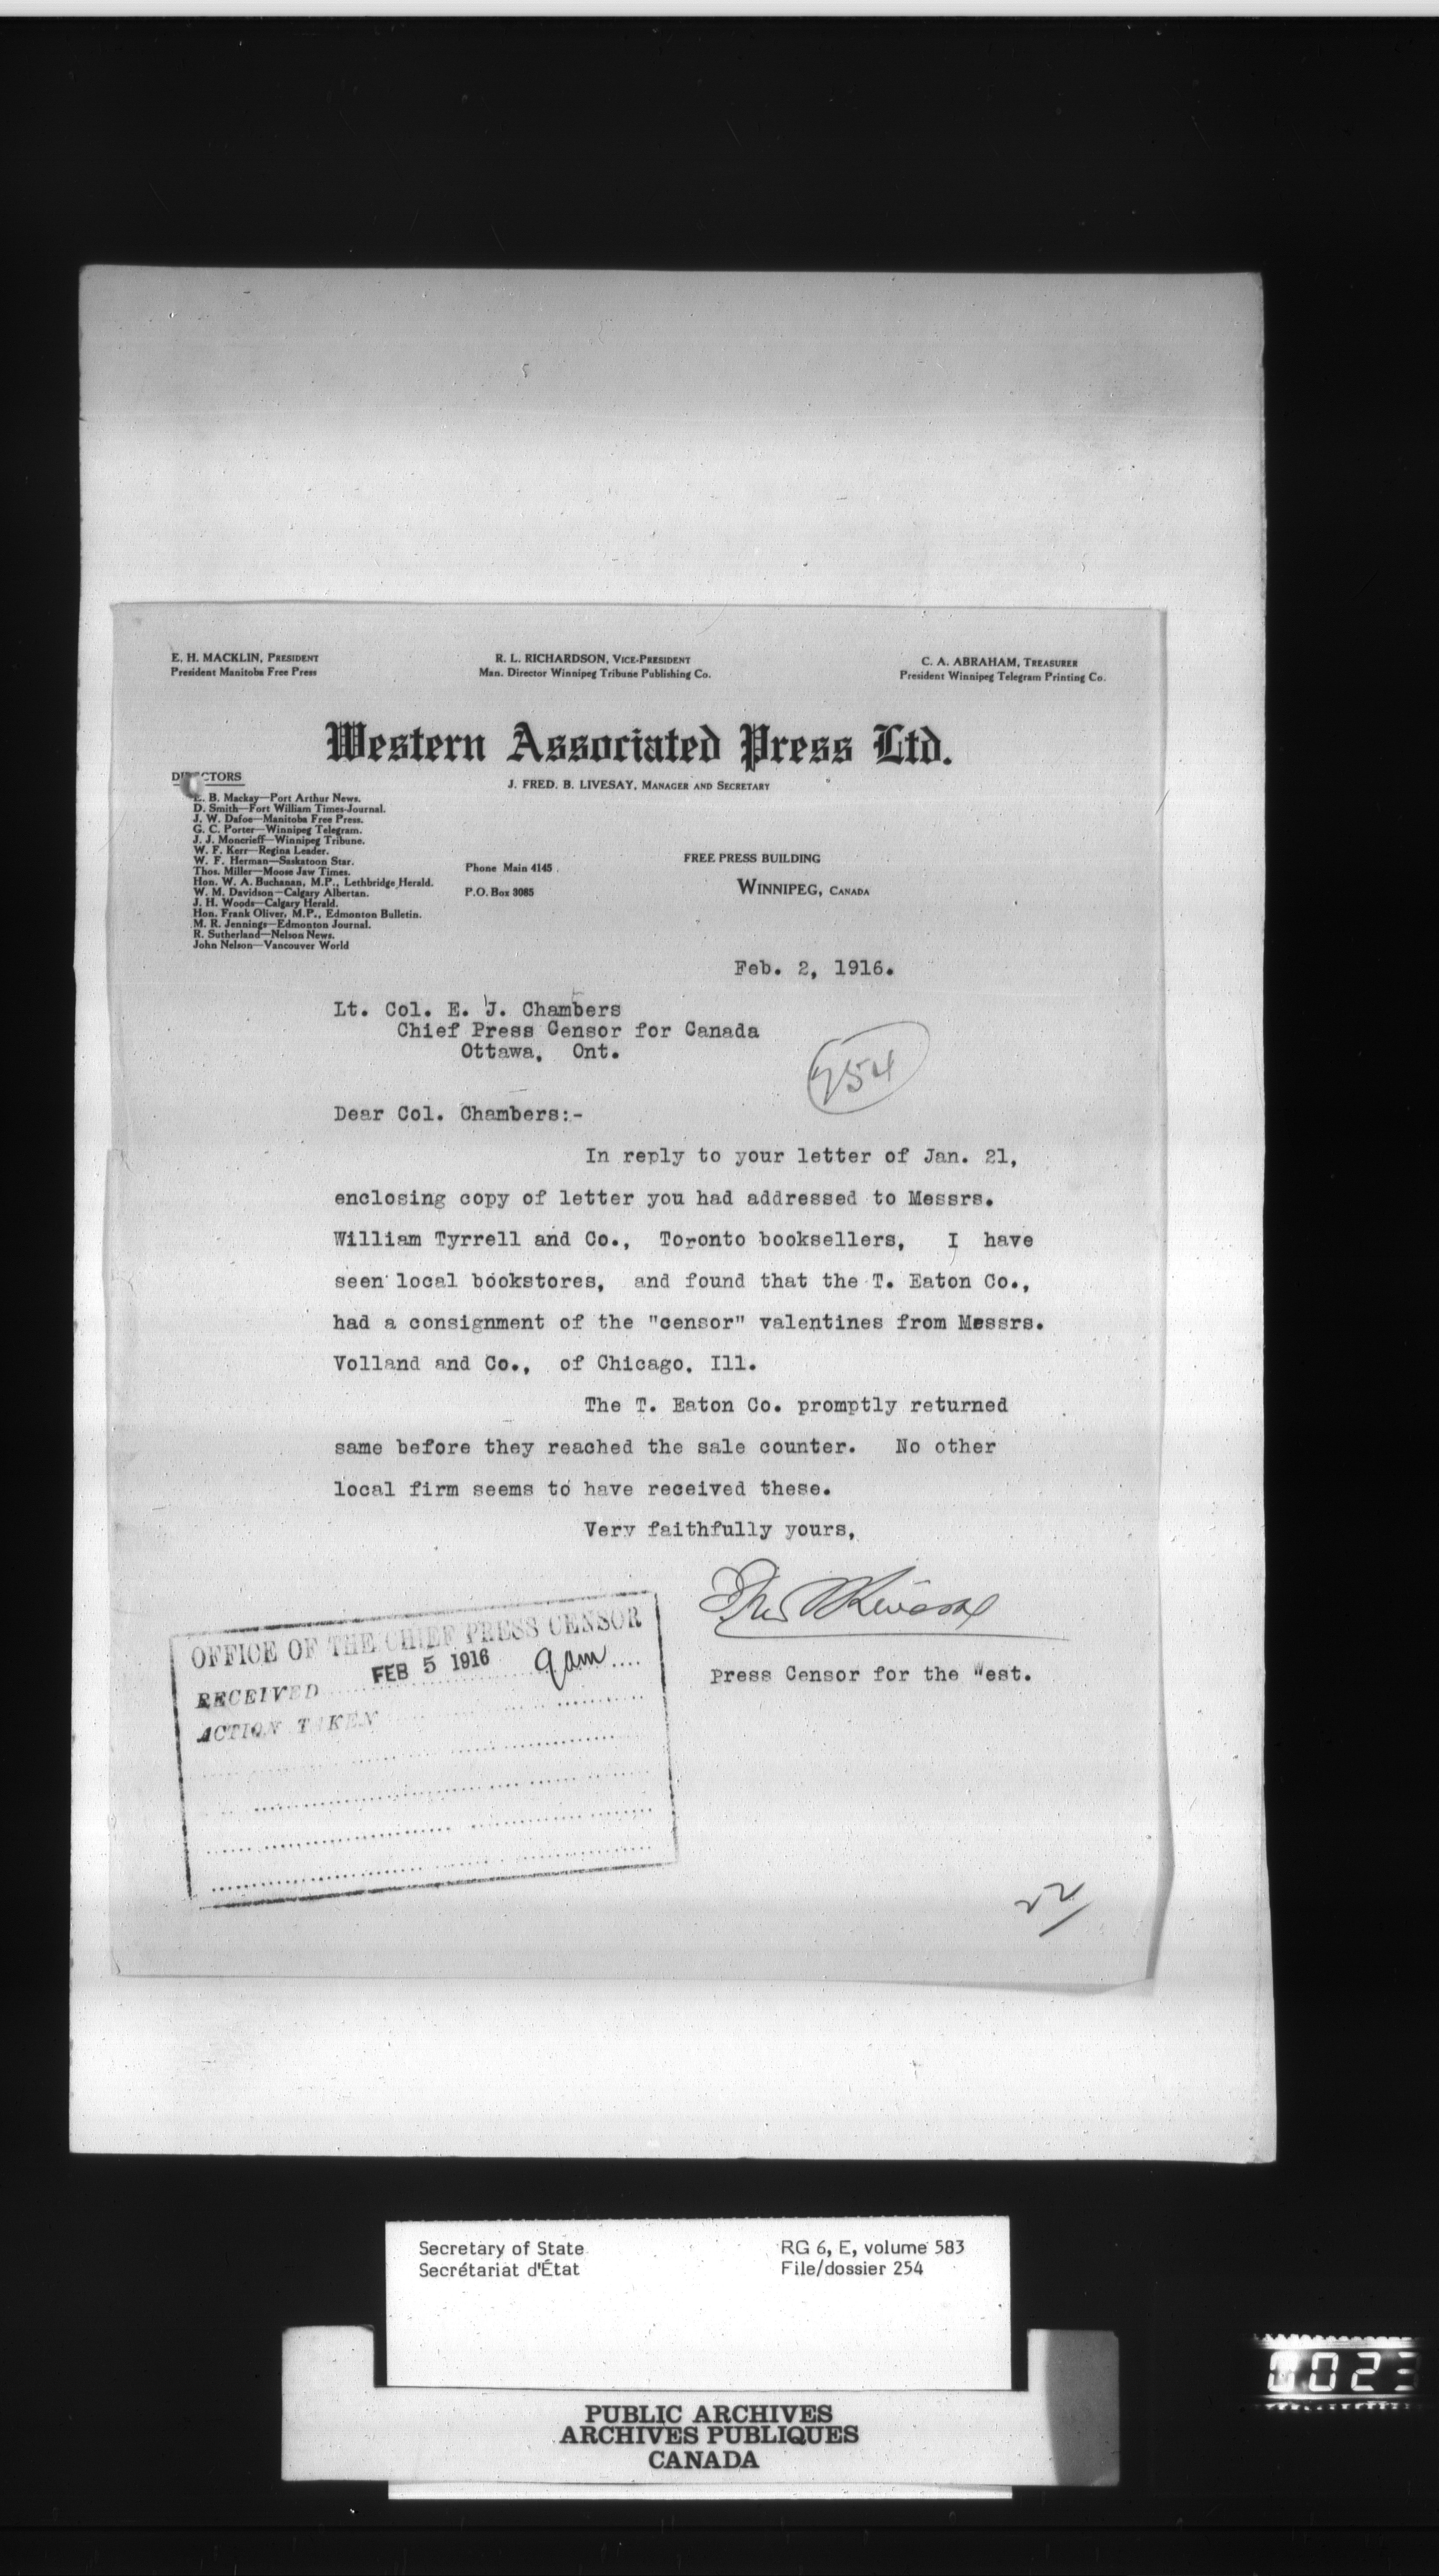 E. H. MACKLIN, PRESIDENT
President Manitoba Free Press
R. L. RICHARDSON, VICE-PRESIDENT
Man. Director Winnipeg Tribune Publishing Co.
C. A. ABRAHAM, TREASURER
President Winnipeg Telegram Printing Co.
Western Associated Press Ltd.
J. FRED. B. LIVESAY, MANAGER AND SECRETARY
DIRECTORS
E. B. Mackay—Port Arthur News.
D. Smith—Fort William Times-Journal.
J. W. Dafoe—Manitoba Free Press.
G. C. Porter—Winnipeg Telegram.
J. J. Moncrieff—Winnipeg Tribune.
W. F. Kerr—Regina Leader.
W. F. Herman—Saskatoon Star.
Thos. Miller—Moose Jaw Times.
Hon. W. A. Buchanan, M.P., Lethbridge Herald.
W. M. Davidson—Calgary Albertan.
J. H. Woods—Calgary Herald.
Hon. Frank Oliver, M.P., Edmonton Bulletin.
M. R. Jennings—Edmonton Journal.
R. Sutherland—Nelson News.
John Nelson—Vancouver World
Phone Main 4145
P.O. Box 3085
FREE PRESS BUILDING
WINNIPEG, CANADA
Feb. 2, 1916.
Lt. Col. E. J. Chambers
Chief Press Censor for Canada
Ottawa, Ont.
254
Dear Col. Chambers:-
In reply to your letter of Jan. 21,
enclosing copy of letter you had addressed to Messrs.
William Tyrrell and Co., Toronto booksellers, I have
seen local bookstores, and found that the T. Eaton Co.,
had a consignment of the "censor" valentines from Messrs.
Volland and Co., of Chicago, Ill.
The T. Eaton Co. promptly returned
same before they reached the sale counter. No other
local firm seems to have received these.
Very faithfully yours,
Press Censor for the West.
OFFICE OF THE CHIEF PRESS CENSOR
RECEIVED FEB 5 1916 9 am
ACTION TAKEN
22
Secretary of State
Secrétariat d'État
RG 6, E, volume 583
File/dossier 254
PUBLIC ARCHIVES
ARCHIVES PUBLIQUES
CANADA
0023